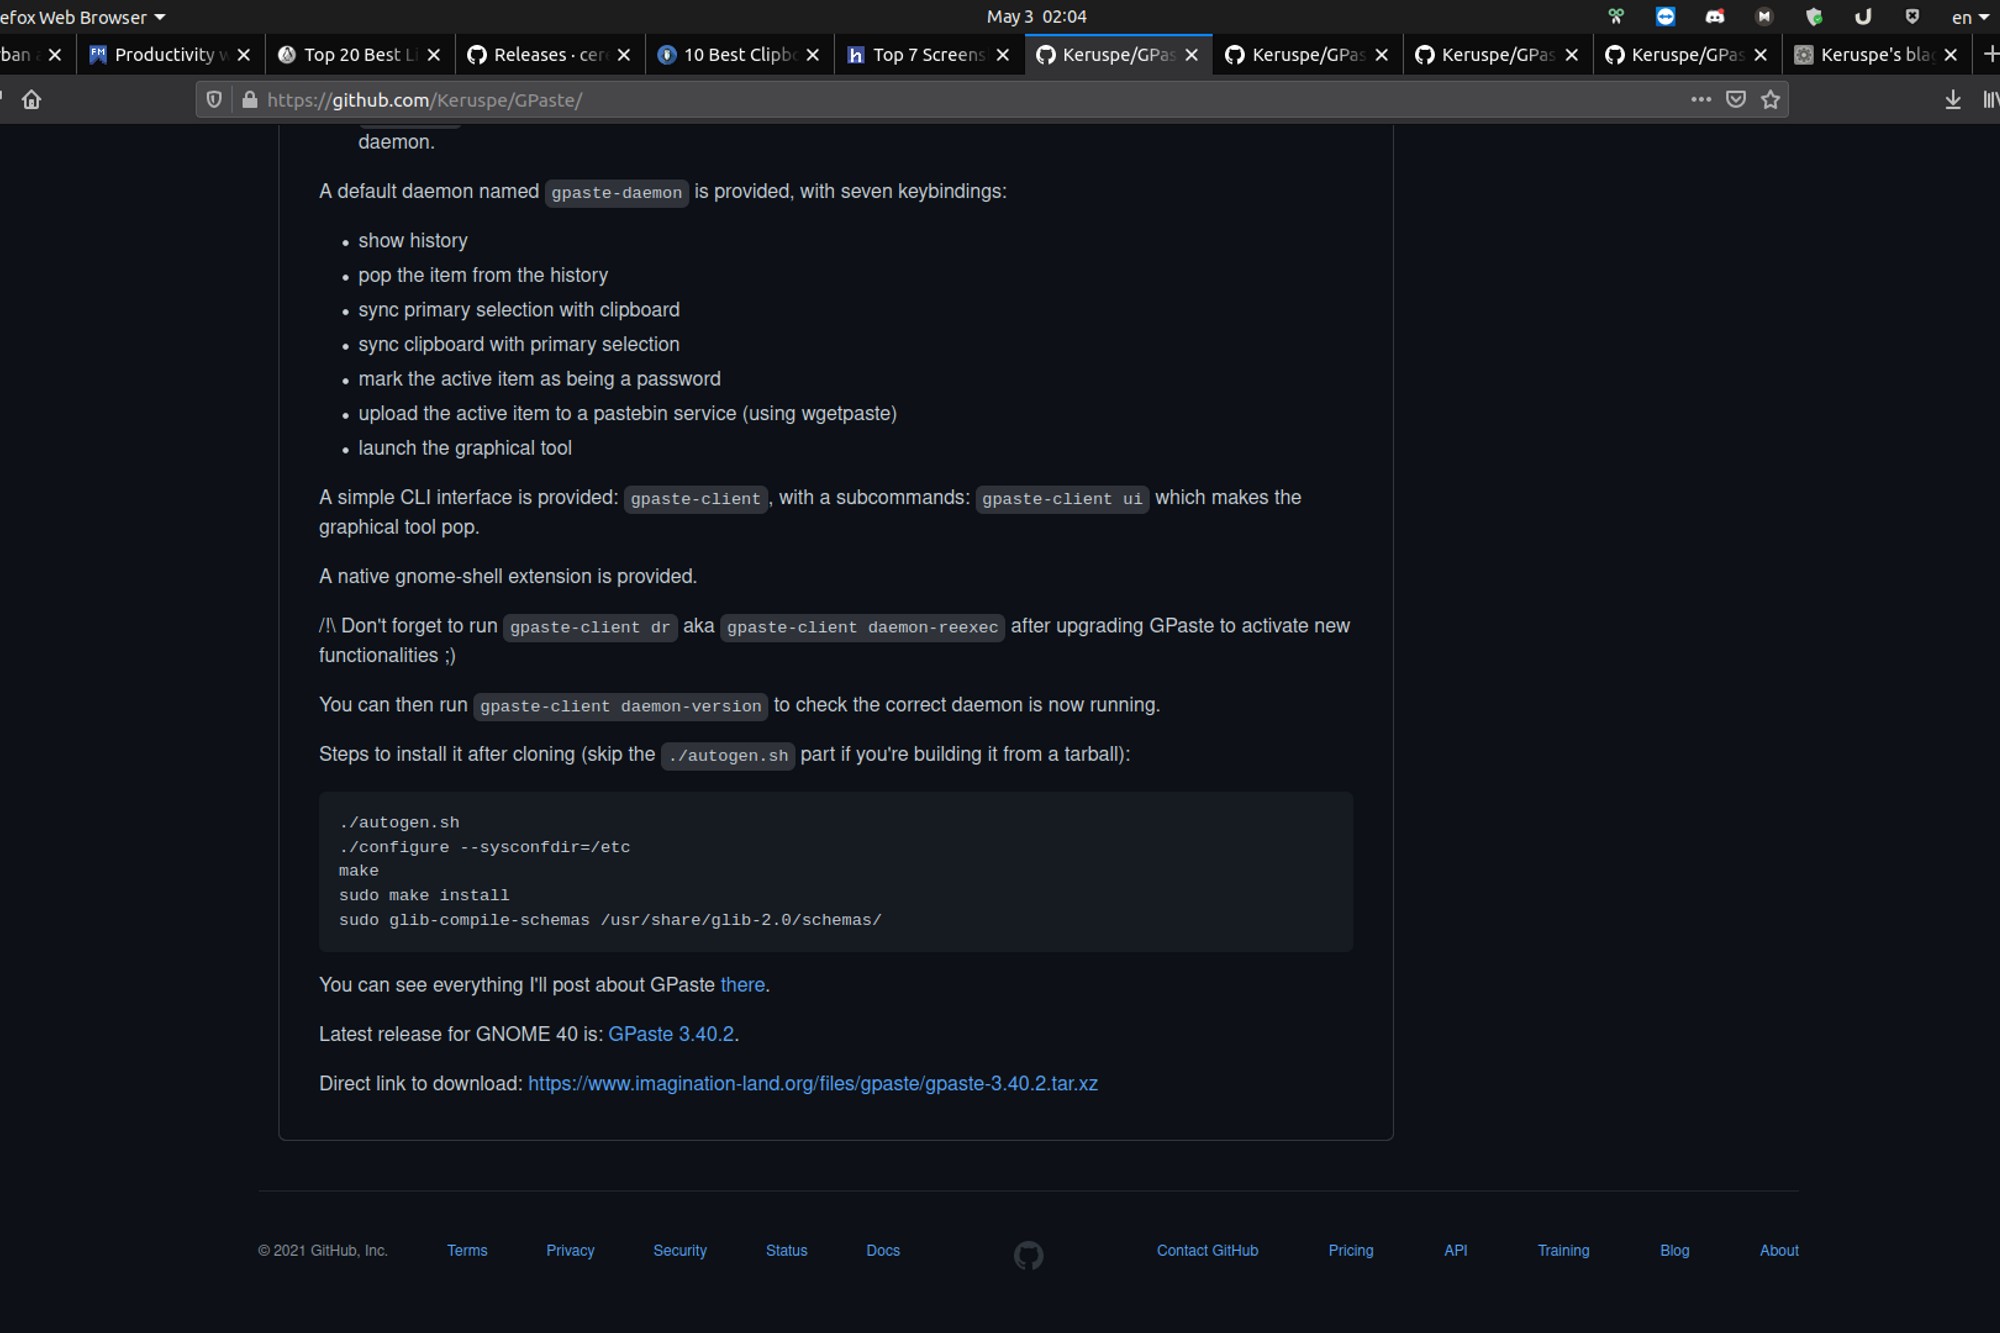 efox Web Browser
May 3 02:04
en
ban
Productivity
Top 20 Best Li
Releases · cere
10 Best Clipbo
Top 7 Screens
Keruspe/GPas
Keruspe/GPas
Keruspe/GPas
Keruspe/GPas
Keruspe's bla
https://github.com/Keruspe/GPaste/
daemon.
A default daemon named gpaste-daemon is provided, with seven keybindings:
• show history
• pop the item from the history
• sync primary selection with clipboard
• sync clipboard with primary selection
• mark the active item as being a password
• upload the active item to a pastebin service (using wgetpaste)
• launch the graphical tool
A simple CLI interface is provided: gpaste-client, with a subcommands: gpaste-client ui which makes the
graphical tool pop.
A native gnome-shell extension is provided.
/!\ Don't forget to run gpaste-client dr aka gpaste-client daemon-reexec after upgrading GPaste to activate new
functionalities ;)
You can then run gpaste-client daemon-version to check the correct daemon is now running.
Steps to install it after cloning (skip the ./autogen.sh part if you're building it from a tarball):
./autogen.sh
./configure --sysconfdir=/etc
make
sudo make install
sudo glib-compile-schemas /usr/share/glib-2.0/schemas/
You can see everything I'll post about GPaste there.
Latest release for GNOME 40 is: GPaste 3.40.2.
Direct link to download: https://www.imagination-land.org/files/gpaste/gpaste-3.40.2.tar.xz
© 2021 GitHub, Inc.
Terms
Privacy
Security
Status
Docs
Contact GitHub
Pricing
API
Training
Blog
About